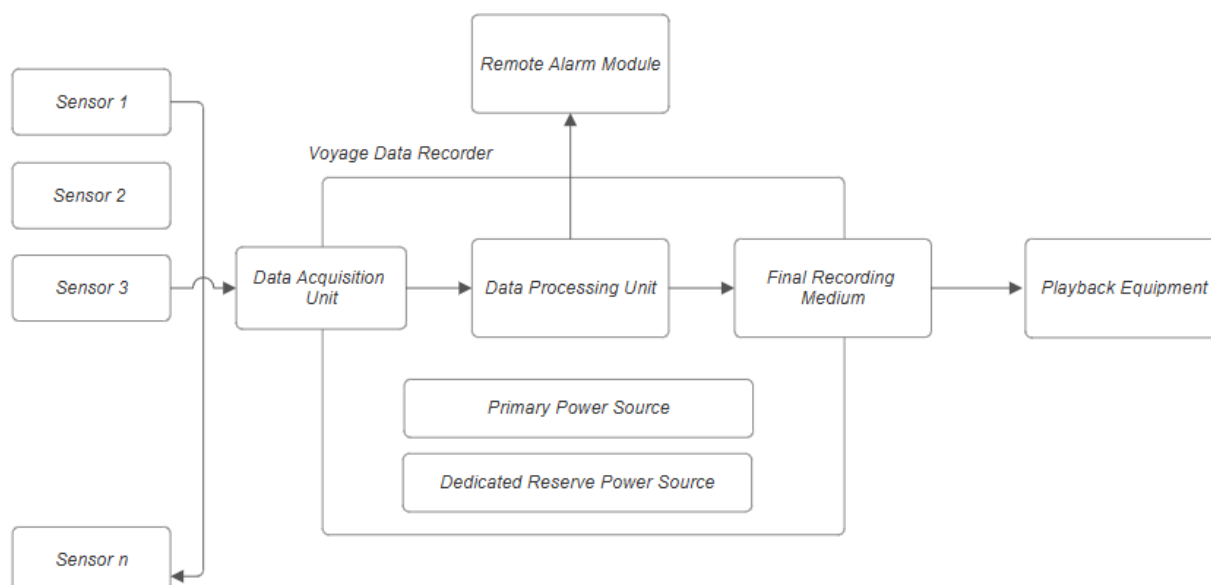 Remote Alarm Module
Sensor 1
Voyage Data Recorder
Sensor 2
Sensor 3
Data Acquisition
Unit
Data Processing Unit
Final Recording
Medium
Playback Equipment
Primary Power Source
Dedicated Reserve Power Source
Sensor n